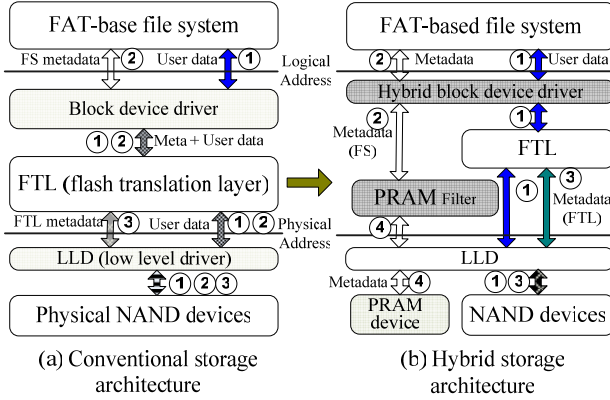 FAT-base file system
FS metadata 2 User data 1
Block device driver
1 2 Meta + User data
FTL (flash translation layer)
FTL metadata 3 User data 1 2
LLD (low level driver)
1 2 3
Physical NAND devices
(a) Conventional storage
architecture
Logical
Address
Physical
Address
FAT-based file system
2 Metadata 1 User data
Hybrid block device driver
2 1
Metadata
(FS)
FTL
PRAM Filter
1 3
Metadata
(FTL)
4
LLD
Metadata 4 1 3
PRAM
device
NAND devices
(b) Hybrid storage
architecture